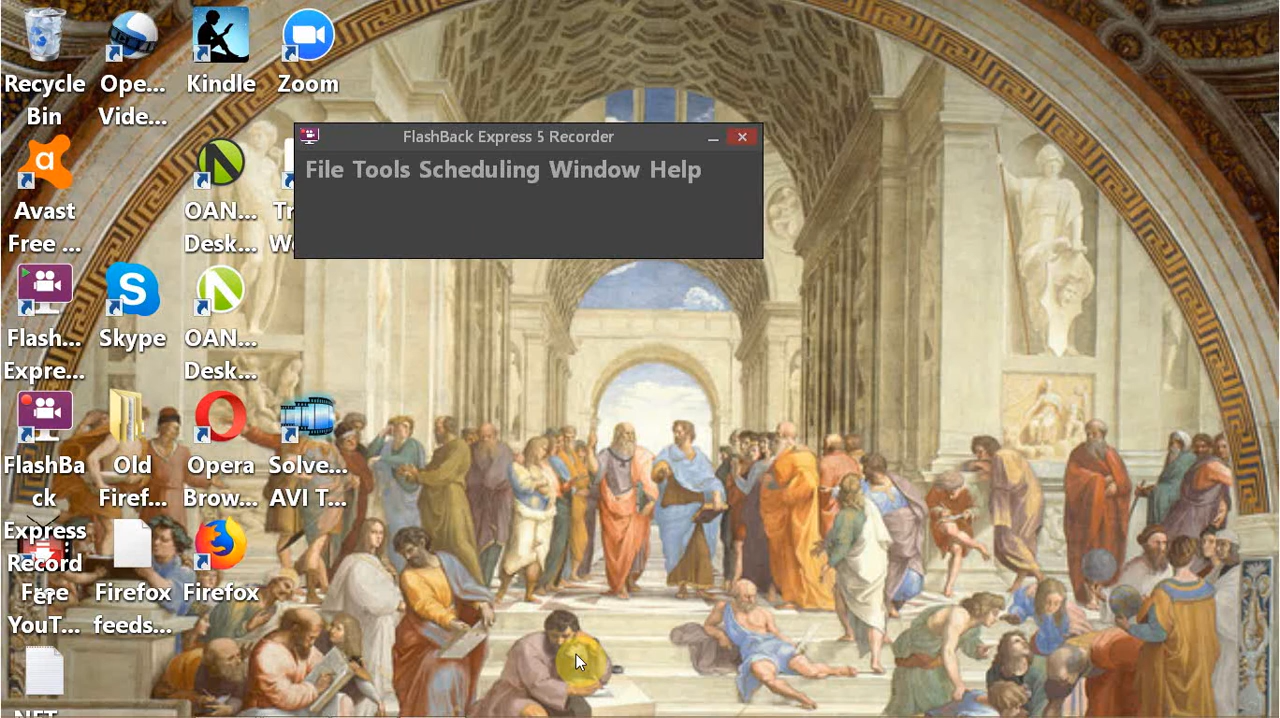 Recycle
Bin
Ope...
Vide...
Kindle
Zoom
FlashBack Express 5 Recorder
File Tools Scheduling Window Help
Avast
Free ...
OAN...
Desk...
Flash...
Expre...
Skype
OAN...
Desk...
FlashBa
ck
Express
Record
er
Old
Firef...
Opera
Brow...
Solve...
AVI T...
Free
YouT...
Firefox
feeds...
Firefox